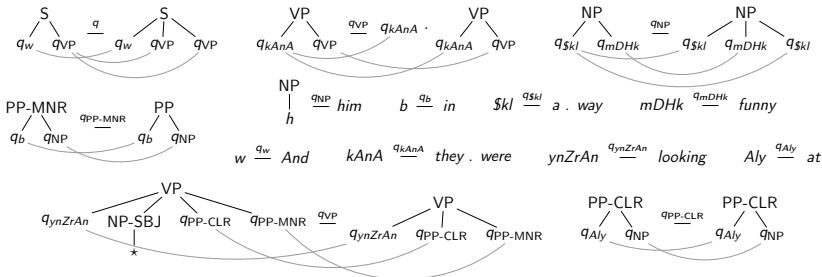 S q S VP q_VP q_kAnA . VP NP q_NP NP
q_w q_VP — q_w q_VP q_VP q_kAnA q_VP — q_kAnA q_VP q_$kl q_mDHk — q_$kl q_mDHk q_$kl
PP-MNR q_PP-MNR PP NP
q_b q_NP — q_b q_NP h q_NP — him b q_b — in $kl q_$kl — a . way mDHk q_mDHk — funny
w q_w — And kAnA q_kAnA — they . were ynZrAn q_ynZrAn — looking Aly q_Aly — at
VP q_VP VP PP-CLR q_PP-CLR PP-CLR
q_ynZrAn NP-SBJ q_PP-CLR q_PP-MNR — q_ynZrAn q_PP-CLR q_PP-MNR q_Aly q_NP — q_Aly q_NP
⋆